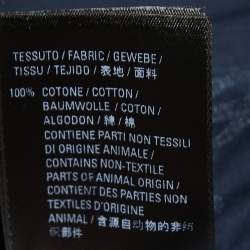 TESSUTO / FABRIC / GEWEBE /
TISSU / TEJIDO / 表地 / 面料
100% COTONE / COTTON /
BAUMWOLLE / COTON /
ALGODON / 綿 / 棉
CONTIENE PARTI NON TESSILI
DI ORIGINE ANIMALE /
CONTAINS NON-TEXTILE
PARTS OF ANIMAL ORIGIN /
CONTIENT DES PARTIES NON
TEXTILES D'ORIGINE
ANIMAL / 含源自动物的非纺
织部件